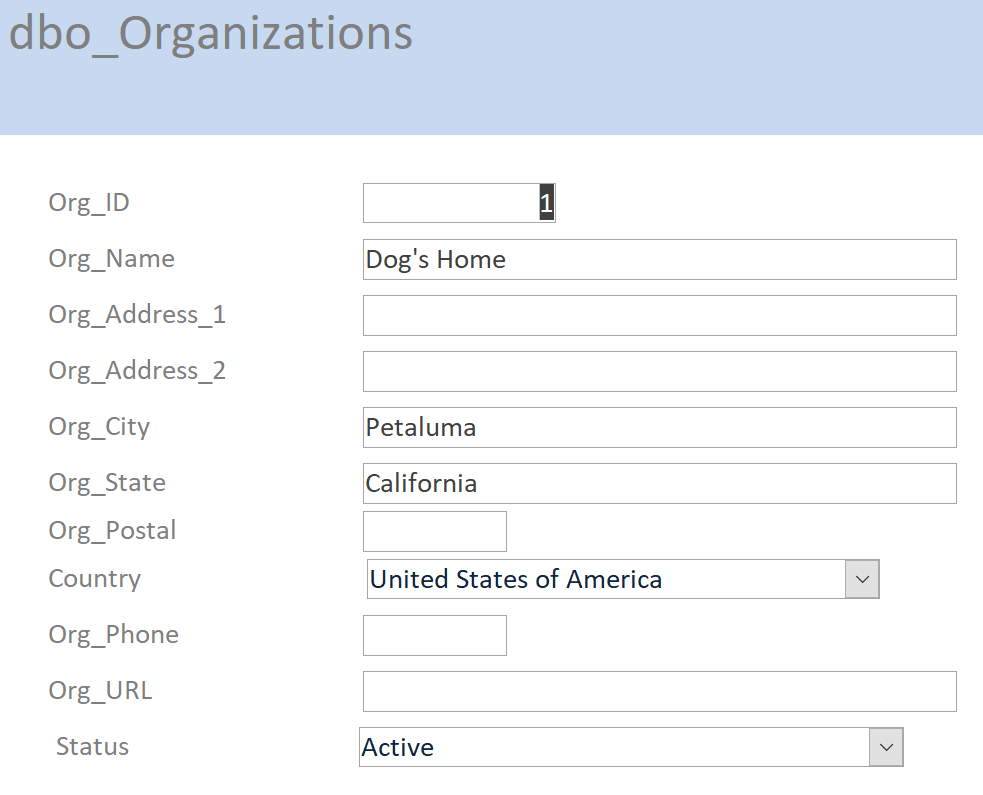 dbo_Organizations
Org_ID 1
Org_Name Dog's Home
Org_Address_1
Org_Address_2
Org_City Petaluma
Org_State California
Org_Postal
Country United States of America
Org_Phone
Org_URL
Status Active